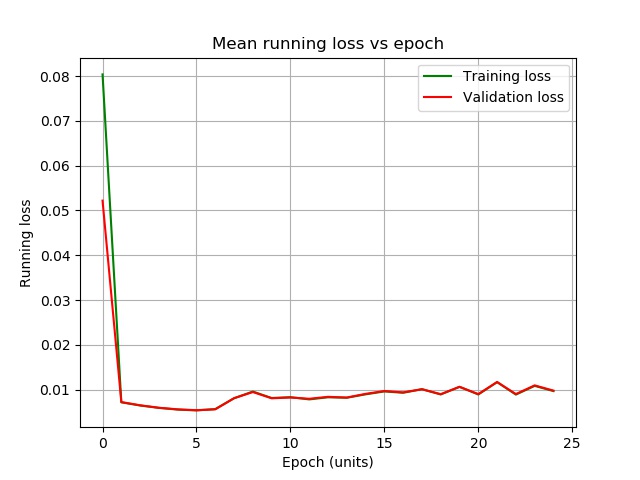 Mean running loss vs epoch
Training loss
Validation loss
0.08
0.07
0.06
0.05
0.04
0.03
0.02
0.01
Running loss
0 5 10 15 20 25
Epoch (units)